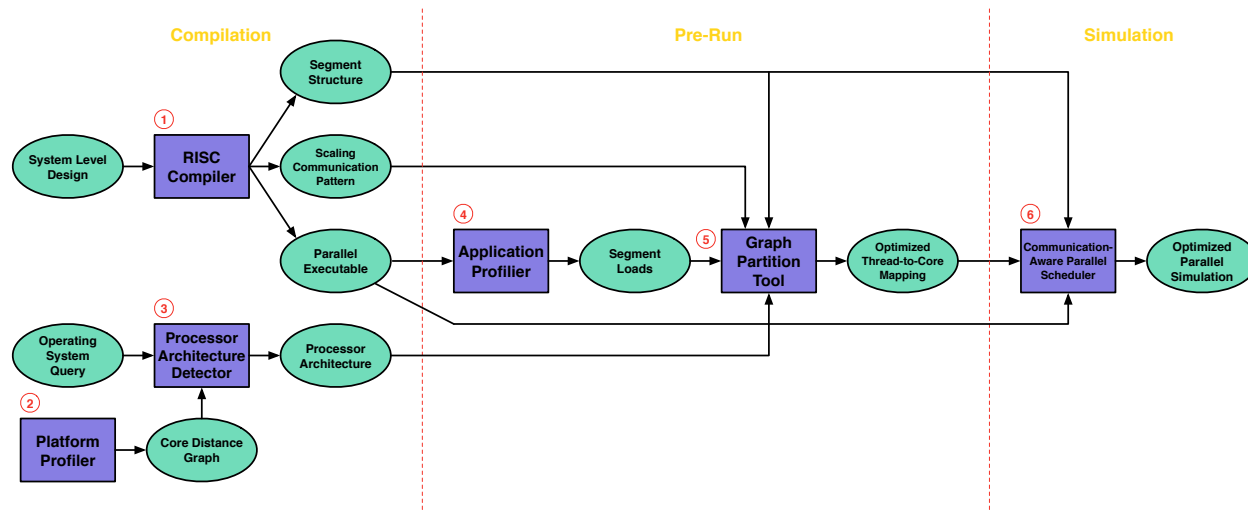 Compilation
Pre-Run
Simulation
Segment
Structure
1
System Level
Design
RISC
Compiler
Scaling
Communication
Pattern
4
Parallel
Executable
Application
Profilier
Segment
Loads
5
Graph
Partition
Tool
Optimized
Thread-to-Core
Mapping
6
Communication-
Aware Parallel
Scheduler
Optimized
Parallel
Simulation
3
Operating
System
Query
Processor
Architecture
Detector
Processor
Architecture
2
Platform
Profiler
Core Distance
Graph